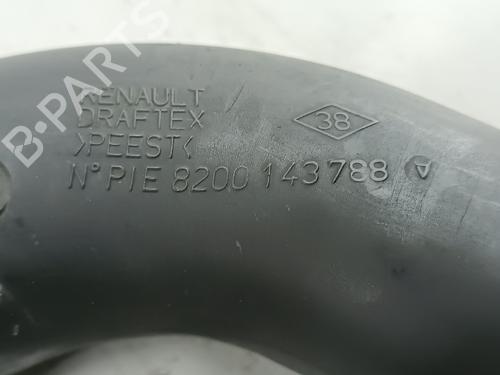 RENAULT
DRAFTEX
>PEEST<
N° PIE 8200 143788 A
38
B-PARTS